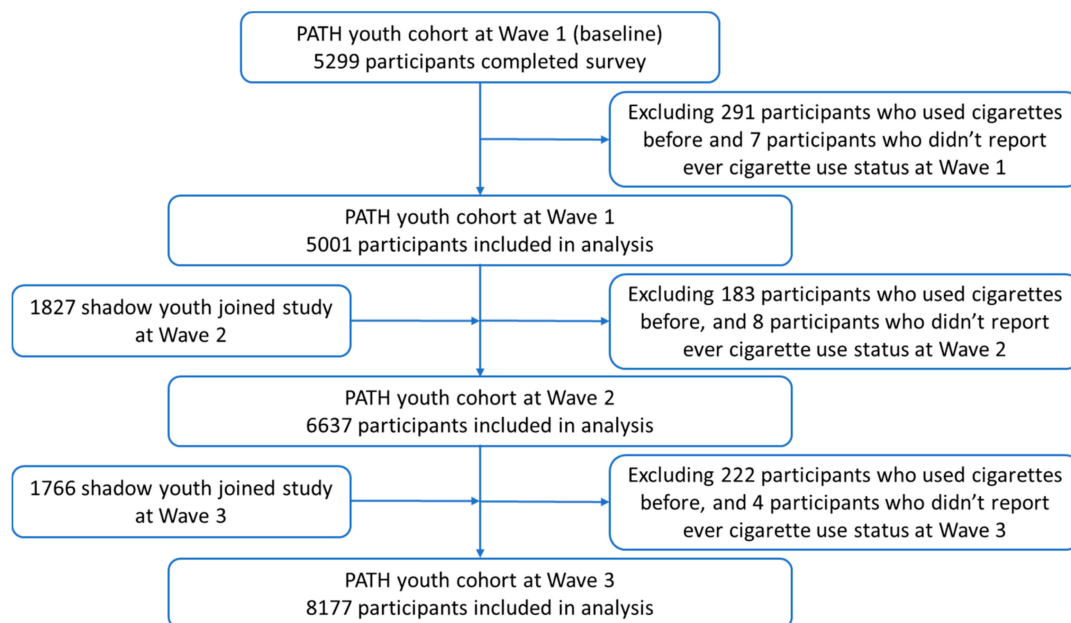 PATH youth cohort at Wave 1 (baseline)
5299 participants completed survey
Excluding 291 participants who used cigarettes
before and 7 participants who didn't report
ever cigarette use status at Wave 1
PATH youth cohort at Wave 1
5001 participants included in analysis
1827 shadow youth joined study
at Wave 2
Excluding 183 participants who used cigarettes
before, and 8 participants who didn't report
ever cigarette use status at Wave 2
PATH youth cohort at Wave 2
6637 participants included in analysis
1766 shadow youth joined study
at Wave 3
Excluding 222 participants who used cigarettes
before, and 4 participants who didn't report
ever cigarette use status at Wave 3
PATH youth cohort at Wave 3
8177 participants included in analysis